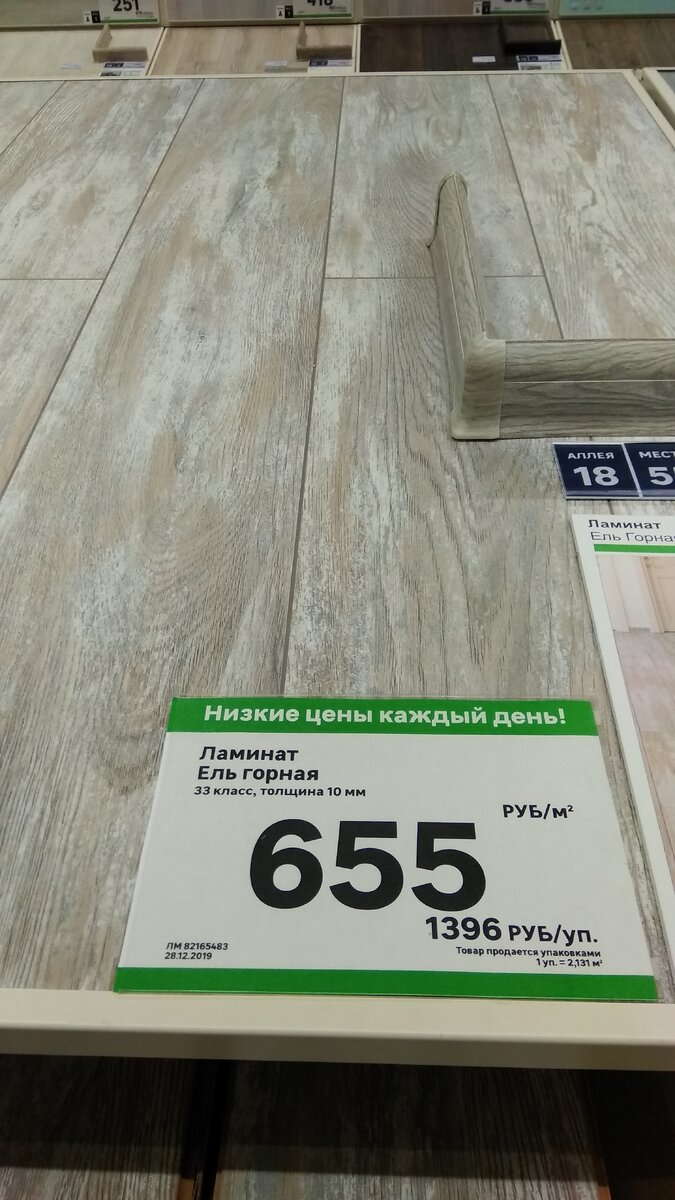 251
АЛЛЕЯ
18
Ламинат
Низкие цены каждый день!
Ламинат
Ель горная
33 класс, толщина 10 мм
РУБ/м²
655
1396 РУБ/уп.
ЛМ 82165483
28.12.2019
Товар продается упаковками
1 уп. = 2,131 м²